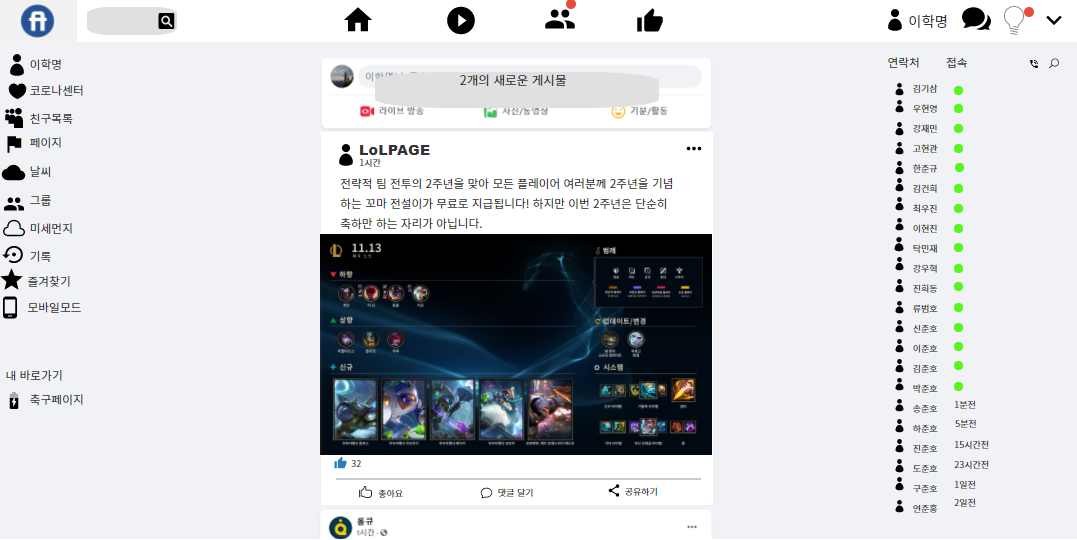 이학명
이학명
코로나센터
친구목록
페이지
날씨
그룹
미세먼지
기록
즐겨찾기
모바일모드
내 바로가기
축구페이지
2개의 새로운 게시물
라이브 방송
사진/동영상
기분/활동
LoLPAGE
1시간
전략적 팀 전투의 2주년을 맞아 모든 플레이어 여러분께 2주년을 기념
하는 꼬마 전설이가 무료로 지급됩니다! 하지만 이번 2주년은 단순히
축하만 하는 자리가 아닙니다.
11.13
패치 노트
하향
상향
신규
범례
업데이트/변경
시스템
32
좋아요
댓글 달기
공유하기
롤큐
1시간 ·
연락처 접속
김기삼
우현영
강재민
고현관
한준규
김건희
최우진
이현진
탁민재
강우혁
진희동
류범호
신준호
이준호
김준호
박준호
송준호 1분전
하준호 5분전
진준호 15시간전
도준호 23시간전
구준호 1일전
연준흥 2일전